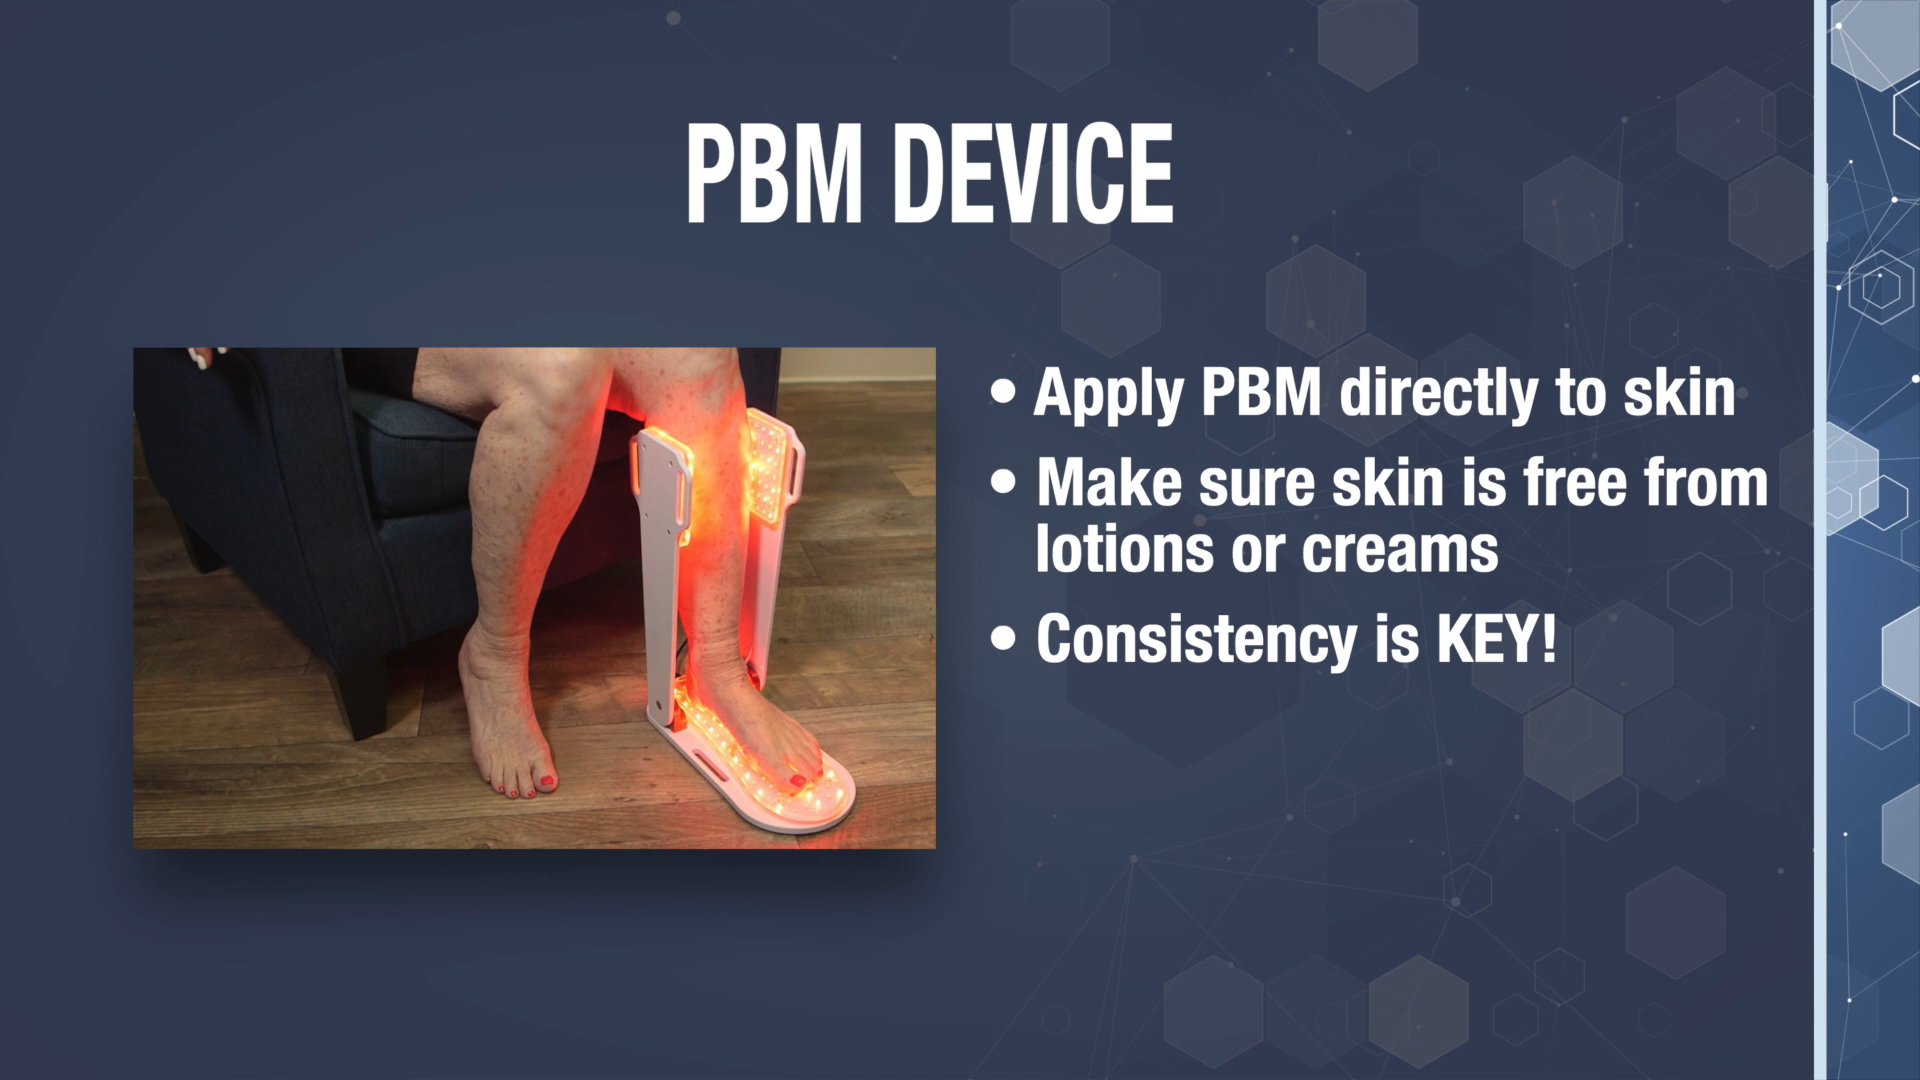 PBM DEVICE
• Apply PBM directly to skin
• Make sure skin is free from
lotions or creams
• Consistency is KEY!